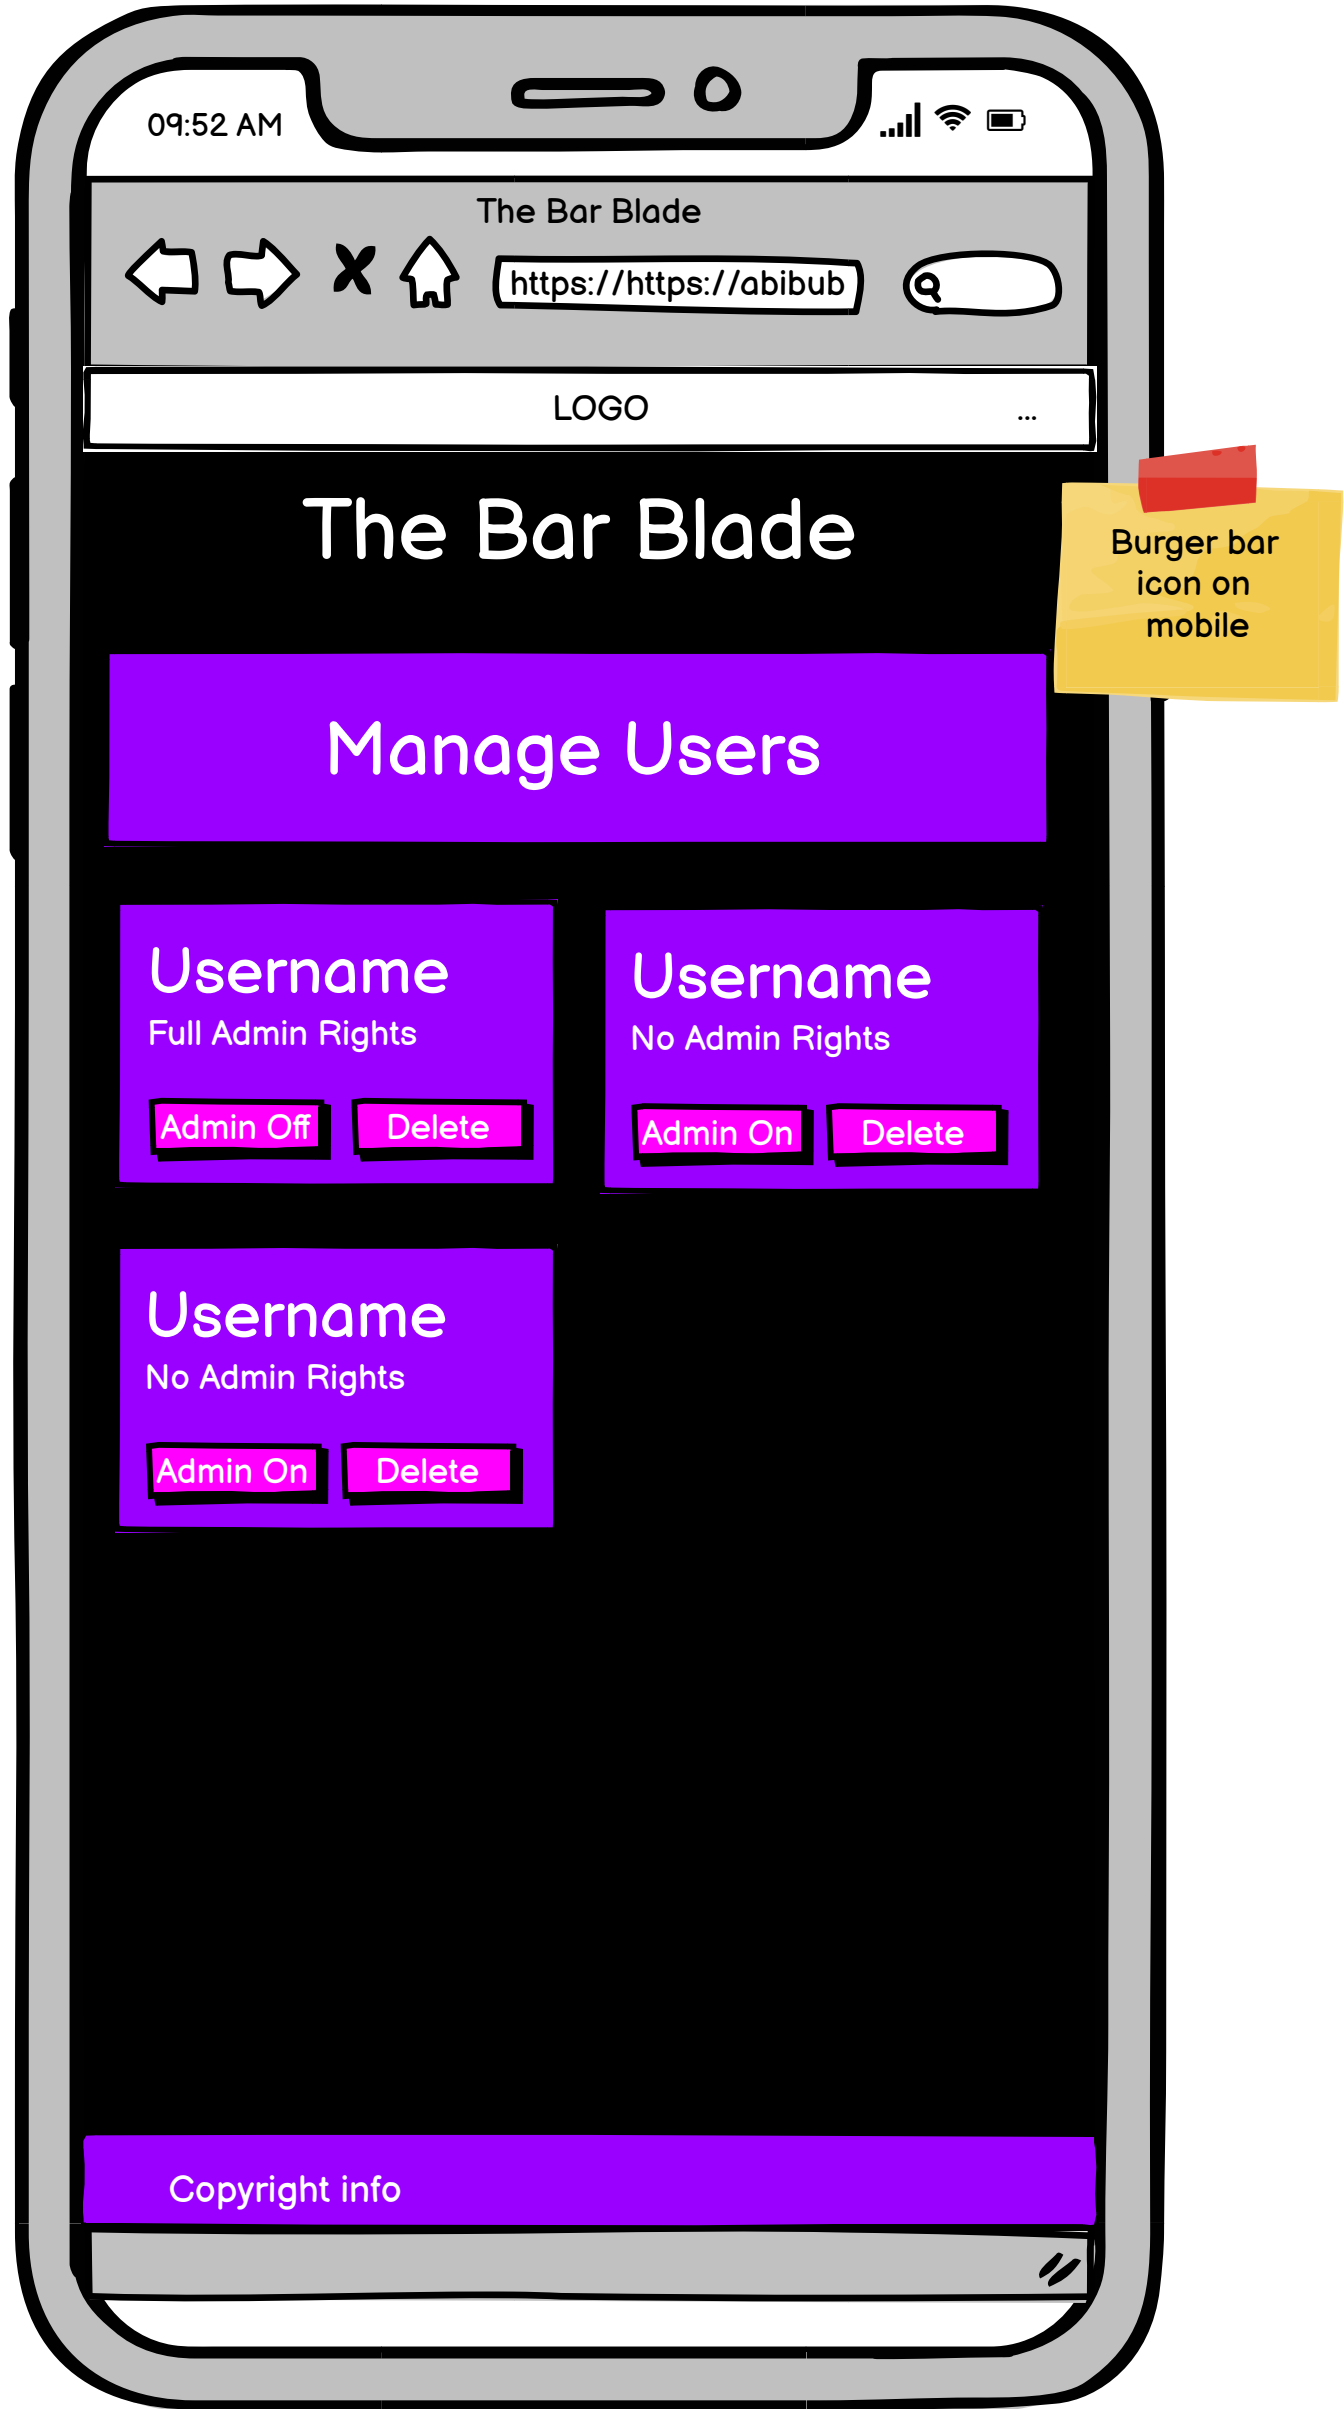 09:52 AM
The Bar Blade
https://https://abibub
LOGO
...
The Bar Blade
Burger bar
icon on
mobile
Manage Users
Username
Full Admin Rights
Admin Off
Delete
Username
No Admin Rights
Admin On
Delete
Username
No Admin Rights
Admin On
Delete
Copyright info